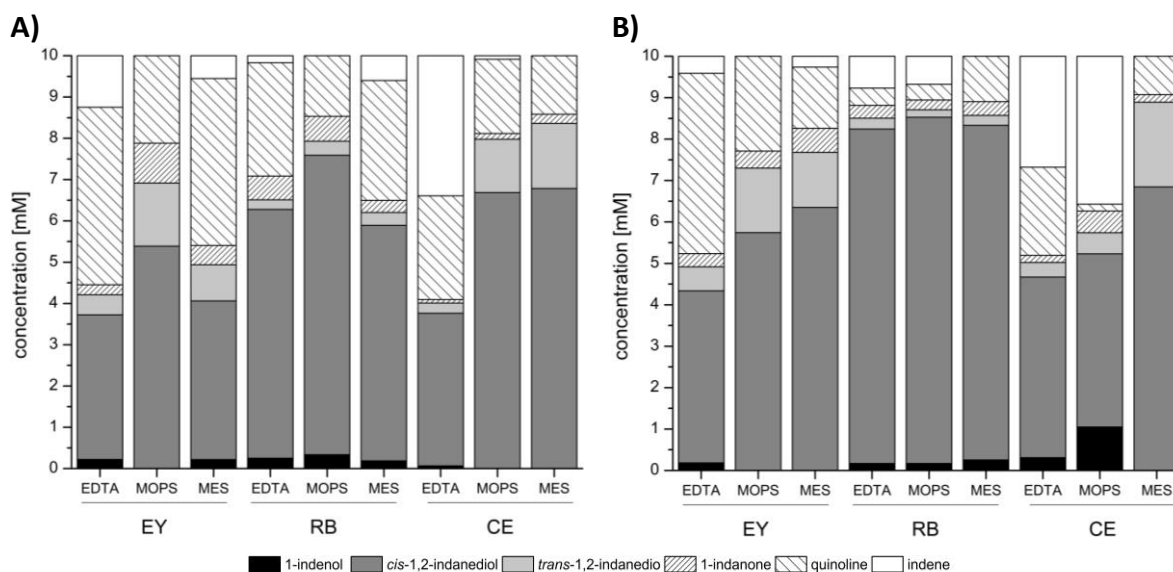 A)
B)
concentration [mM]
10
9
8
7
6
5
4
3
2
1
0
EDTA MOPS MES EDTA MOPS MES EDTA MOPS MES
EY RB CE
concentration [mM]
10
9
8
7
6
5
4
3
2
1
0
EDTA MOPS MES EDTA MOPS MES EDTA MOPS MES
EY RB CE
1-indenol cis-1,2-indanediol trans-1,2-indanedio 1-indanone quinoline indene